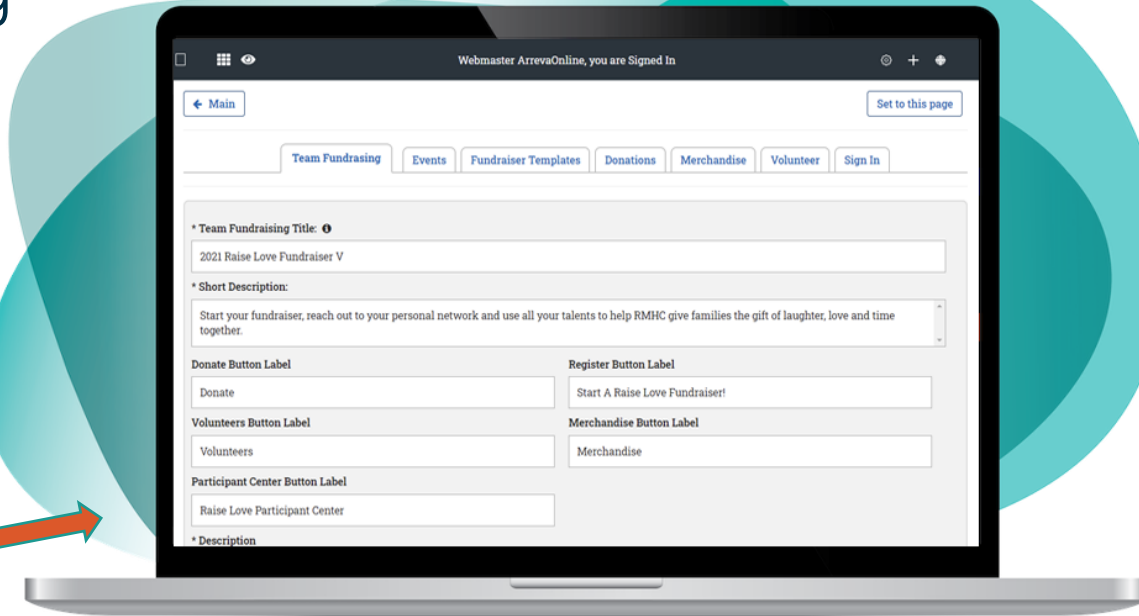 g
Webmaster ArrevaOnline, you are Signed In
← Main
Set to this page
Team Fundrasing
Events
Fundraiser Templates
Donations
Merchandise
Volunteer
Sign In
* Team Fundraising Title:
2021 Raise Love Fundraiser V
* Short Description:
Start your fundraiser, reach out to your personal network and use all your talents to help RMHC give families the gift of laughter, love and time
together.
Donate Button Label
Register Button Label
Donate
Start A Raise Love Fundraiser!
Volunteers Button Label
Merchandise Button Label
Volunteers
Merchandise
Participant Center Button Label
Raise Love Participant Center
* Description